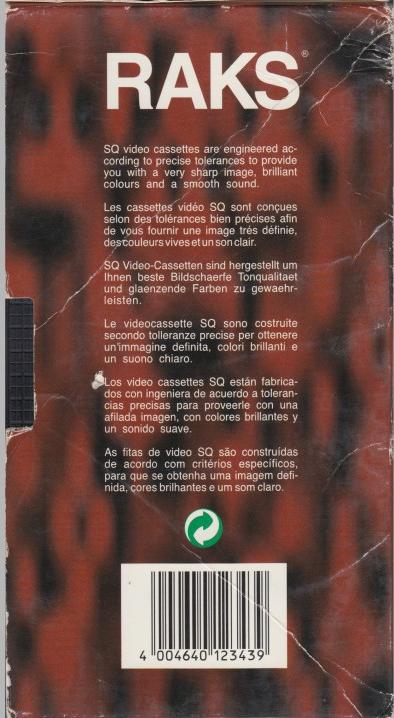 RAKS®
SQ video cassettes are engineered ac-
cording to precise tolerances to provide
you with a very sharp image, brilliant
colours and a smooth sound.
Les cassettes vidéo SQ sont conçues
selon des tolérances bien précises afin
de vous fournir une image trés définie,
des couleurs vives et un son clair.
SQ Video-Cassetten sind hergestellt um
Ihnen beste Bildschaerfe Tonqualitaet
und glaenzende Farben zu gewaehr-
leisten.
Le videocassette SQ sono costruite
secondo tolleranze precise per ottenere
un'immagine definita, colori brillanti e
un suono chiaro.
Los video cassettes SQ están fabrica-
dos con ingeniera de acuerdo a toleran-
cias precisas para proveerle con una
afilada imagen, con colores brillantes y
un sonido suave.
As fitas de video SQ são construídas
de acordo com critérios específicos,
para que se obtenha uma imagem defi-
nida, cores brilhantes e um som claro.
4 004640 123439